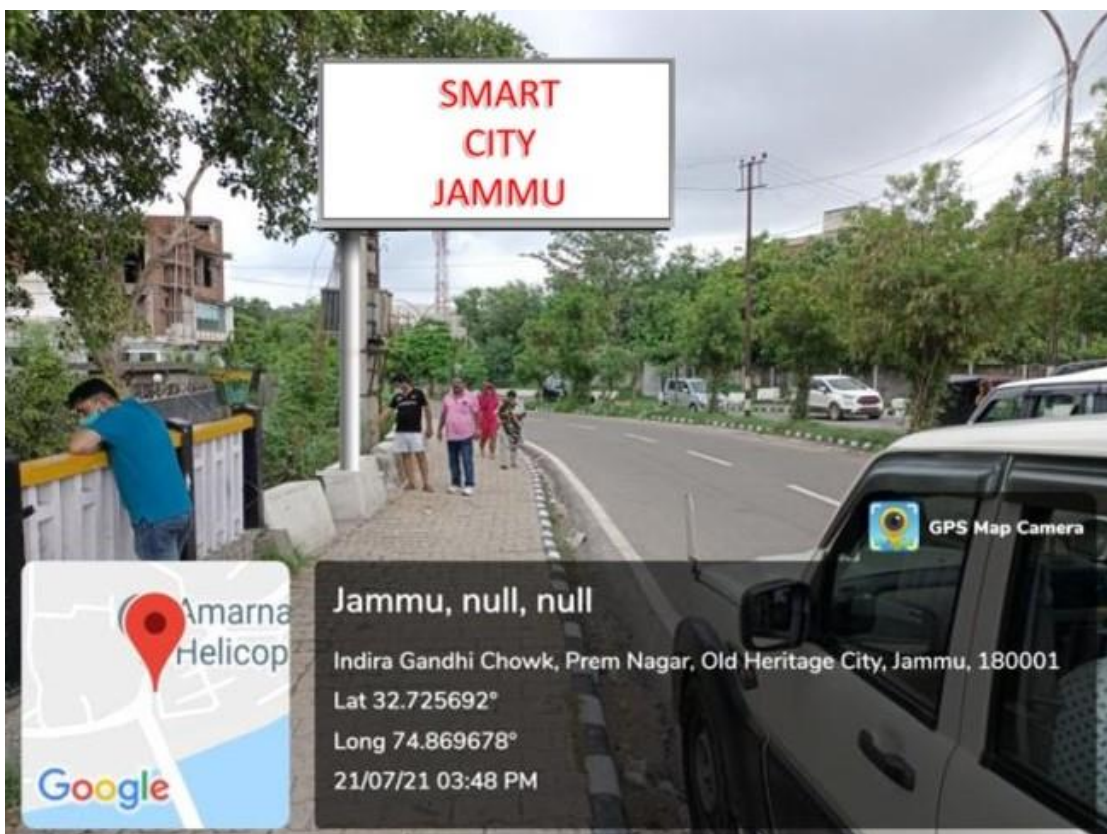 SMART
CITY
JAMMU
GPS Map Camera
Amarna
Helicop
Google
Jammu, null, null
Indira Gandhi Chowk, Prem Nagar, Old Heritage City, Jammu, 180001
Lat 32.725692°
Long 74.869678°
21/07/21 03:48 PM